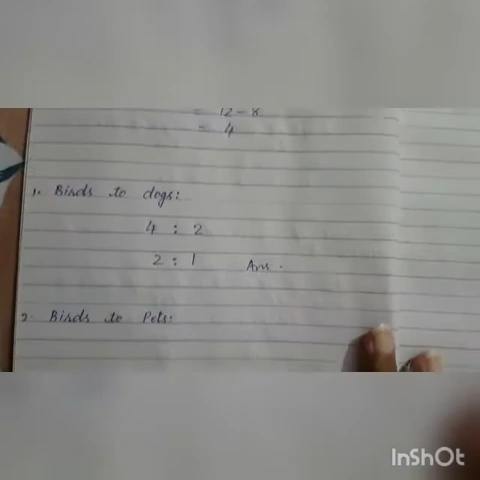 = 12 - 8
= 4
1. Birds to dogs:
4 : 2
2 : 1 Ans.
2. Birds to Pets:
InShOt